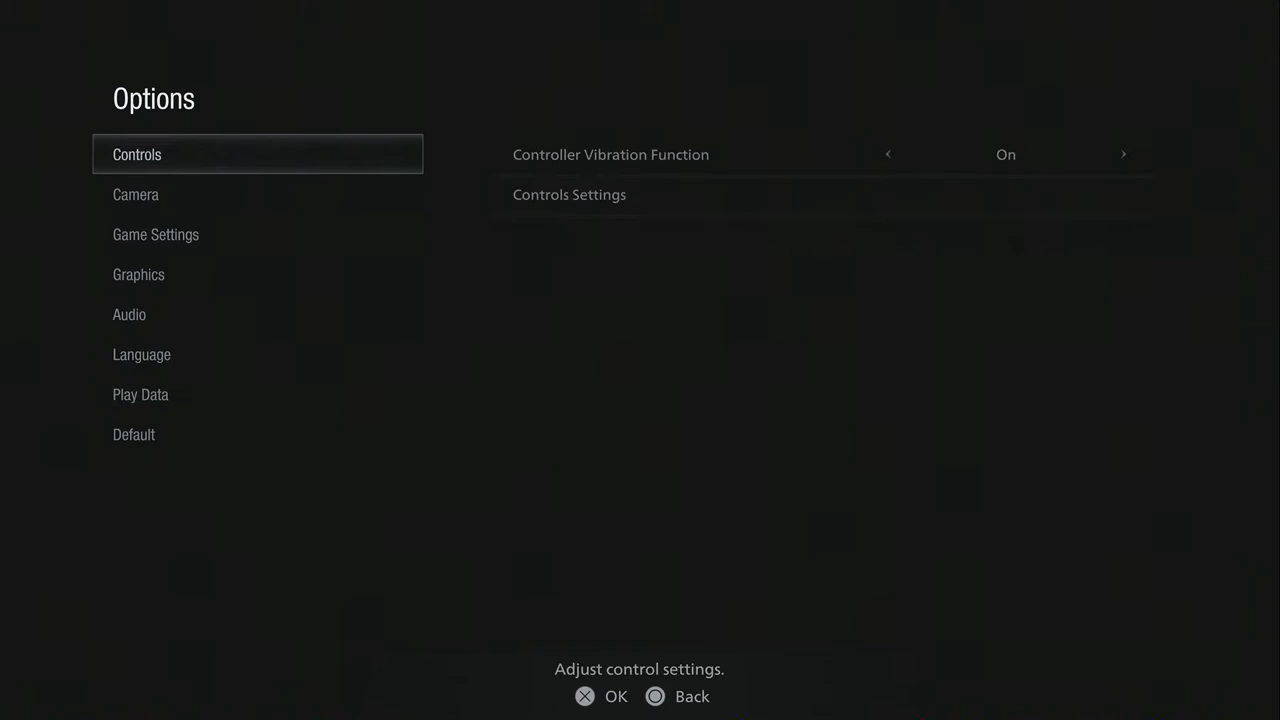 Options
Controls
Camera
Game Settings
Graphics
Audio
Language
Play Data
Default
Controller Vibration Function On
Controls Settings
Adjust control settings.
OK Back